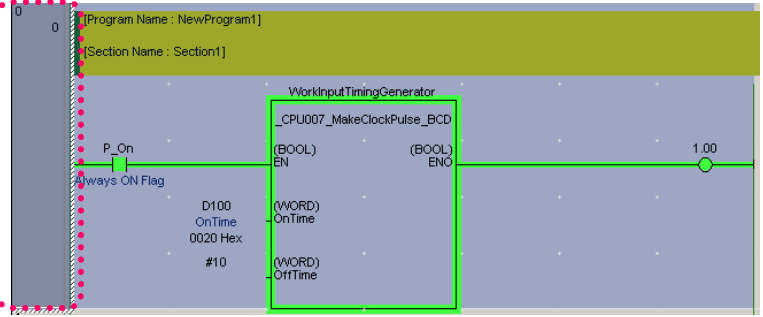 0
0
[Program Name : NewProgram1]
[Section Name : Section1]
WorkInputTimingGenerator
_CPU007_MakeClockPulse_BCD
P_On
(BOOL)
EN
(BOOL)
ENO
1.00
Always ON Flag
D100
OnTime
0020 Hex
(WORD)
OnTime
#10
(WORD)
OffTime